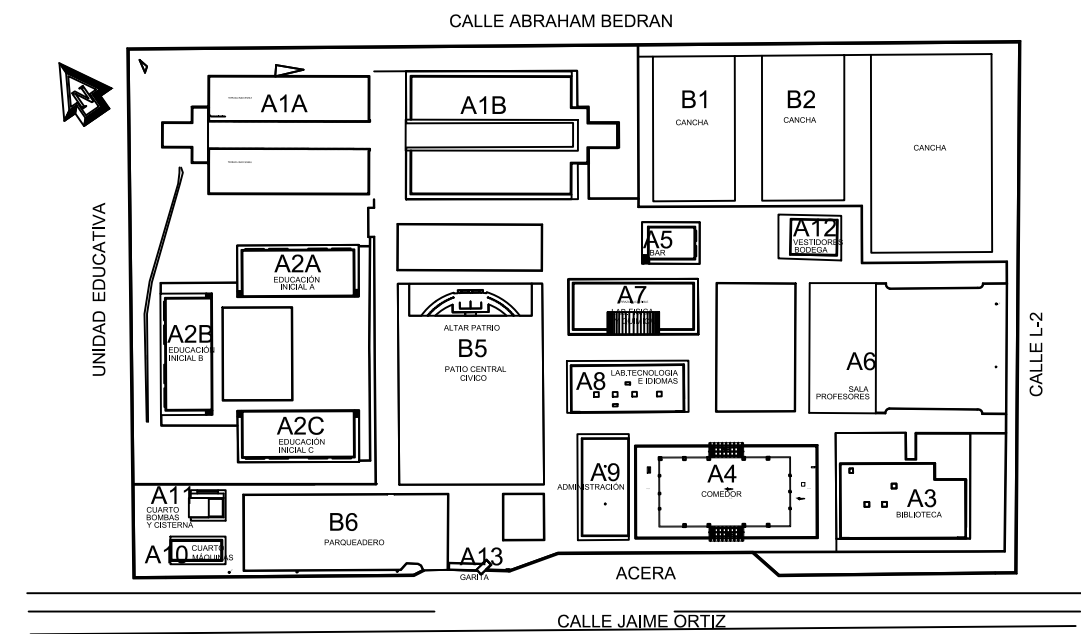 CALLE ABRAHAM BEDRAN
N
A1A
A1B
B1
CANCHA
B2
CANCHA
CANCHA
UNIDAD EDUCATIVA
A5
BAR
A12
VESTIDORES
BODEGA
A2A
EDUCACIÓN
INICIAL A
A7
LAB.FISICA
A2B
EDUCACIÓN
INICIAL B
ALTAR PATRIO
B5
PATIO CENTRAL
CIVICO
A8
LAB.TECNOLOGIA
E IDIOMAS
A6
SALA
PROFESORES
CALLE L-2
A2C
EDUCACIÓN
INICIAL C
A9
ADMINISTRACIÓN
A4
COMEDOR
A3
BIBLIOTECA
A11
CUARTO
BOMBAS
Y CISTERNA
B6
PARQUEADERO
A10
CUARTO
MÁQUINAS
A13
GARITA
ACERA
CALLE JAIME ORTIZ